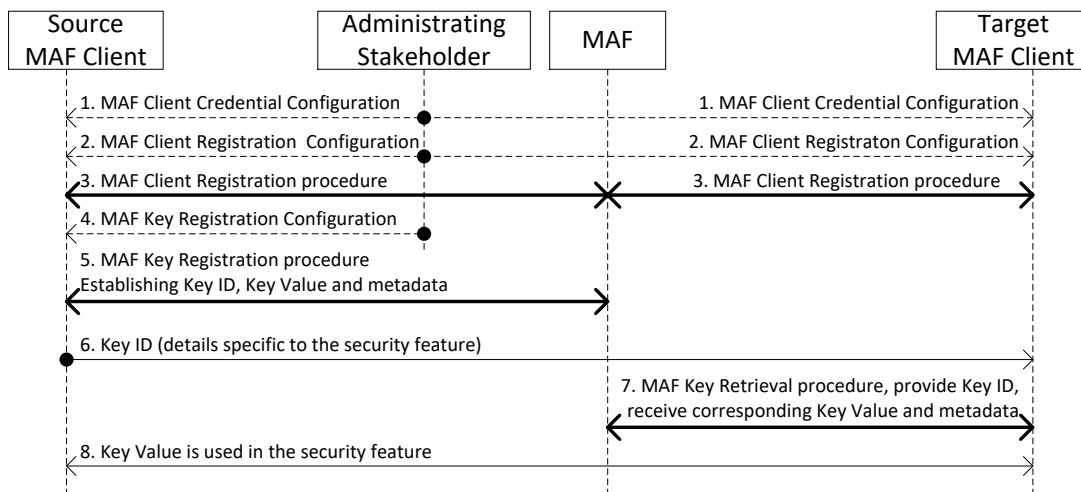 Source
MAF Client
Administrating
Stakeholder
MAF
Target
MAF Client
1. MAF Client Credential Configuration
1. MAF Client Credential Configuration
2. MAF Client Registration  Configuration
2. MAF Client Registraton Configuration
3. MAF Client Registration procedure
3. MAF Client Registration procedure
4. MAF Key Registration Configuration
5. MAF Key Registration procedure
Establishing Key ID, Key Value and metadata
6. Key ID (details specific to the security feature)
7. MAF Key Retrieval procedure, provide Key ID,
receive corresponding Key Value and metadata
8. Key Value is used in the security feature